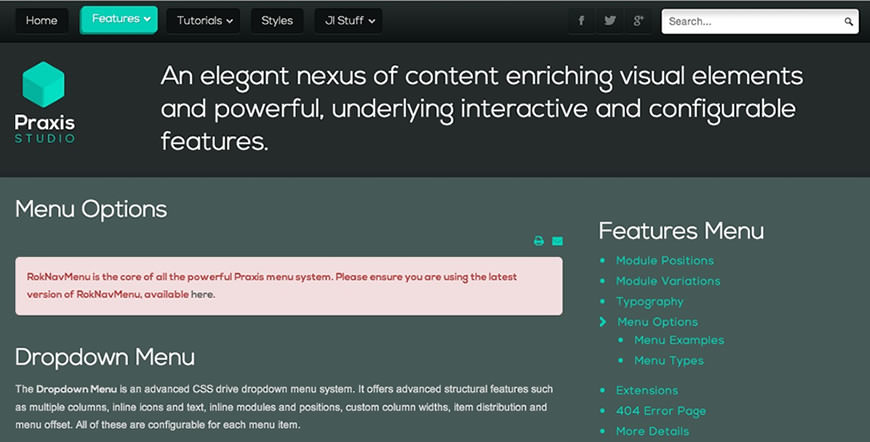 Home
Features
Tutorials
Styles
JI Stuff
Search...
Praxis
STUDIO
An elegant nexus of content enriching visual elements
and powerful, underlying interactive and configurable
features.
Menu Options
RokNavMenu is the core of all the powerful Praxis menu system. Please ensure you are using the latest
version of RokNavMenu, available here.
Dropdown Menu
The Dropdown Menu is an advanced CSS drive dropdown menu system. It offers advanced structural features such
as multiple columns, inline icons and text, inline modules and positions, custom column widths, item distribution and
menu offset. All of these are configurable for each menu item.
Features Menu
Module Positions
Module Variations
Typography
Menu Options
Menu Examples
Menu Types
Extensions
404 Error Page
More Details